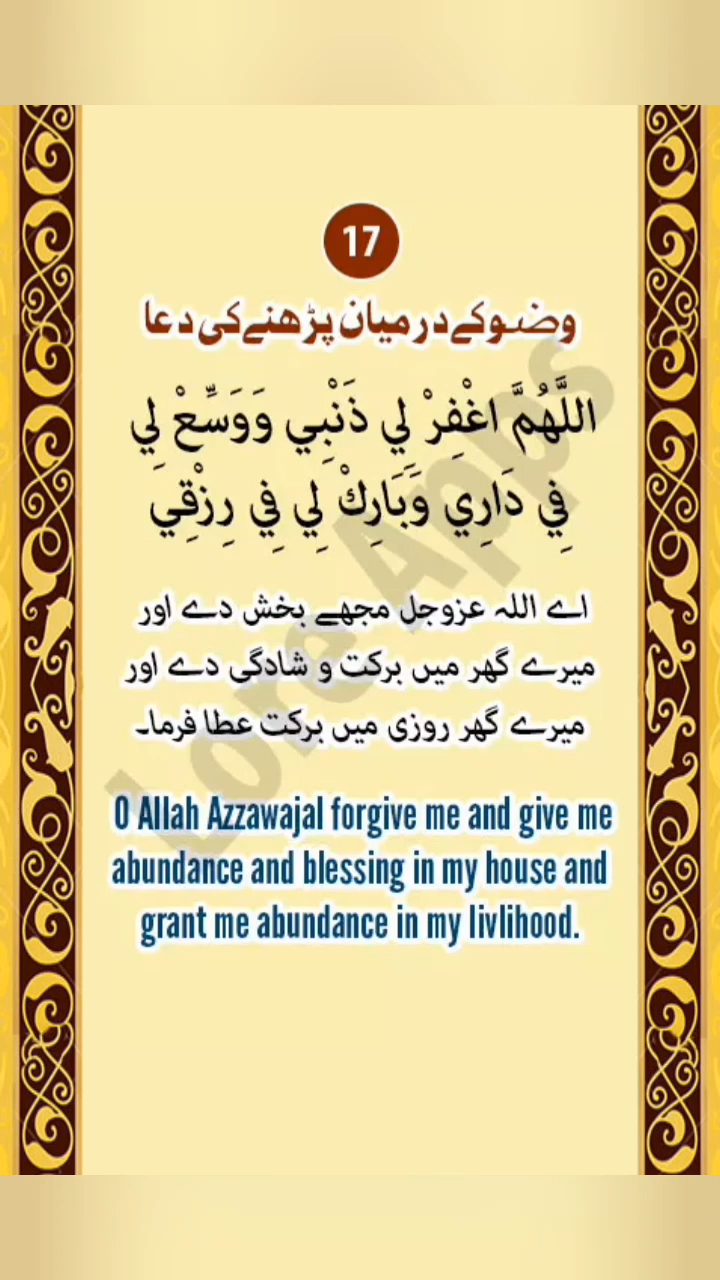 17
وضو کے درمیان پڑھنے کی دعا
اللَّهُمَّ اغْفِرْ لِي ذَنْبِي وَوَسِّعْ لِي
فِي دَارِي وَبَارِكْ لِي فِي رِزْقِي
اے اللہ عزوجل مجھے بخش دے اور
میرے گھر میں برکت و شادگی دے اور
میرے گھر روزی میں برکت عطا فرما۔
O Allah Azzawajal forgive me and give me
abundance and blessing in my house and
grant me abundance in my livlihood.
Lore Apps